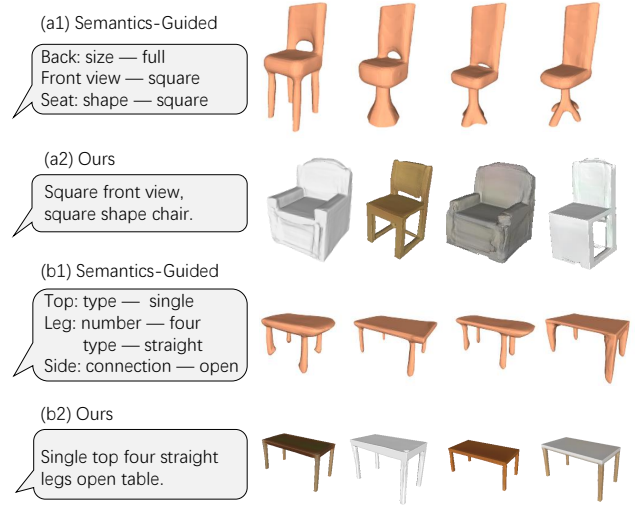 (a1) Semantics-Guided
Back: size — full
Front view — square
Seat: shape — square
(a2) Ours
Square front view,
square shape chair.
(b1) Semantics-Guided
Top: type — single
Leg: number — four
type — straight
Side: connection — open
(b2) Ours
Single top four straight
legs open table.